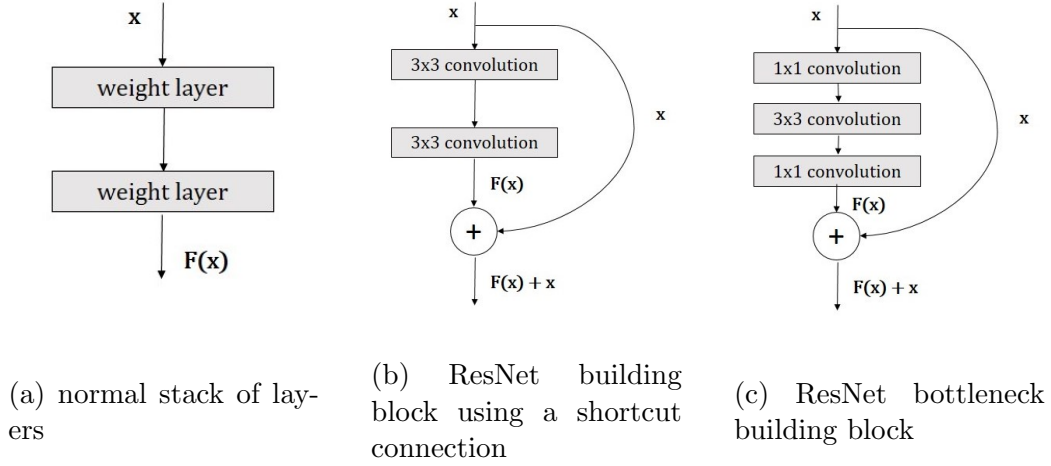 x
weight layer
weight layer
F(x)
(a) normal stack of lay-
ers
x
3x3 convolution
3x3 convolution
x
F(x)
+
F(x) + x
(b) ResNet building
block using a shortcut
connection
x
1x1 convolution
3x3 convolution
1x1 convolution
x
F(x)
+
F(x) + x
(c) ResNet bottleneck
building block